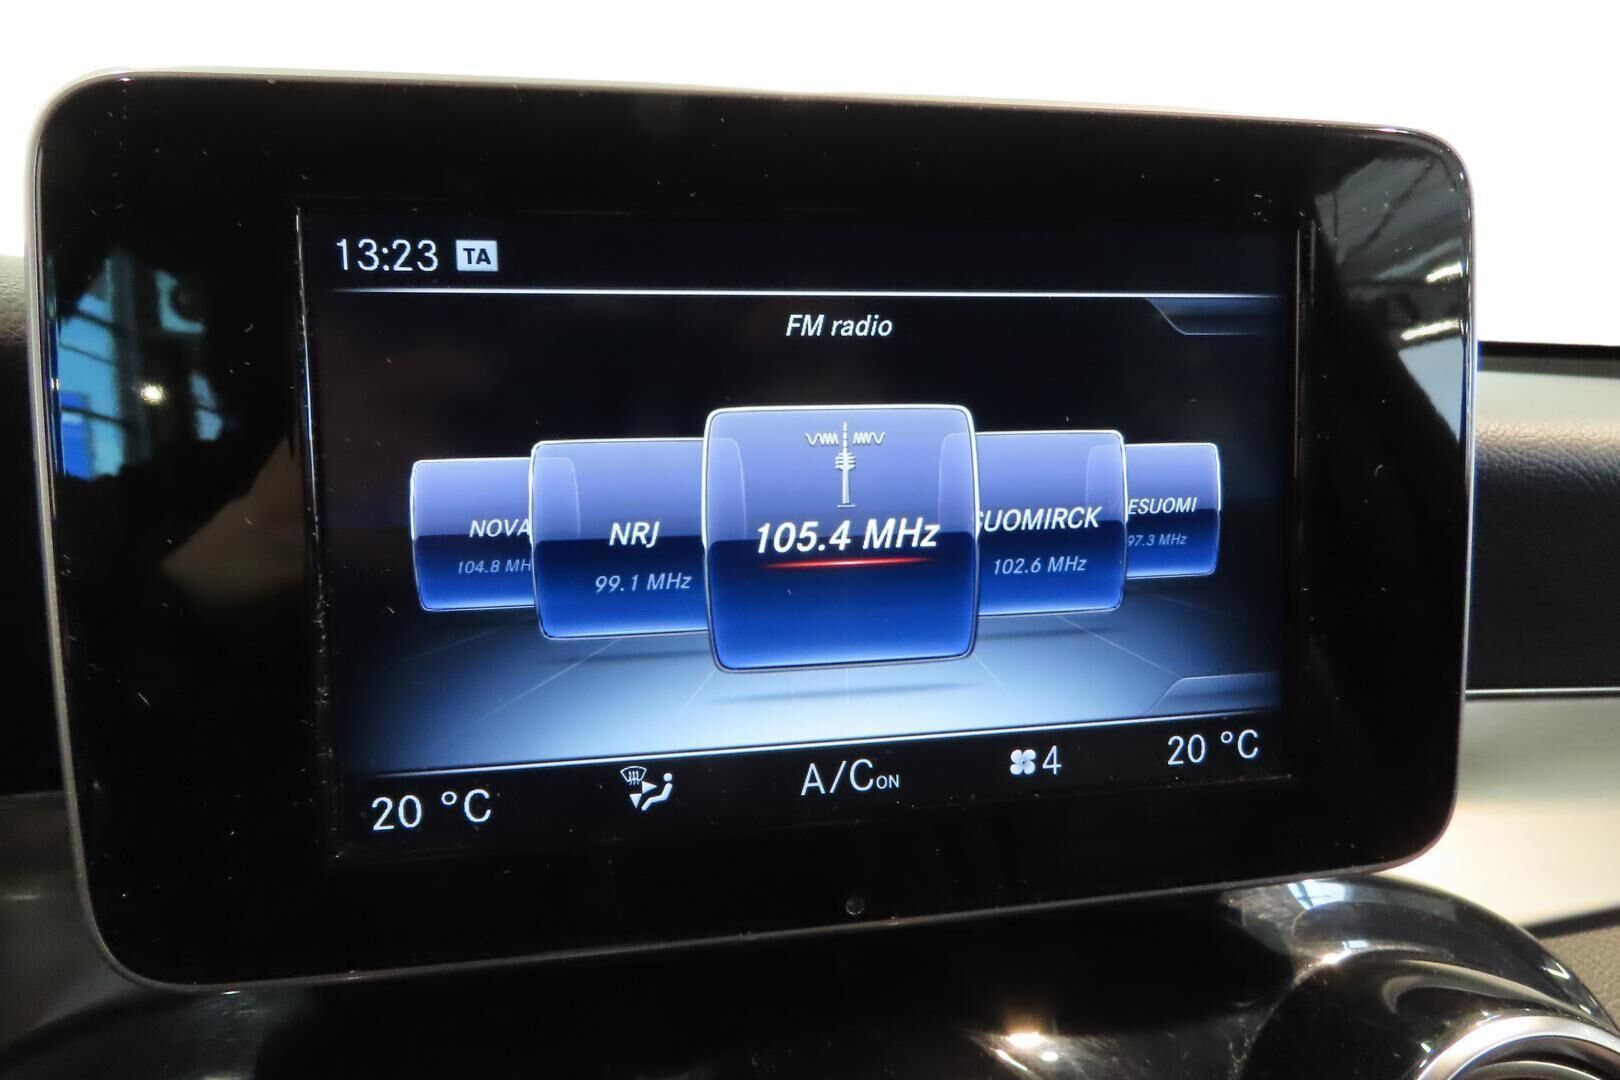 13:23 TA
FM radio
NOVA
104.8 MH
NRJ
99.1 MHz
105.4 MHz
SUOMIRCK
102.6 MHz
ESUOMI
97.3 MHz
20 °C
A/C ON
4
20 °C